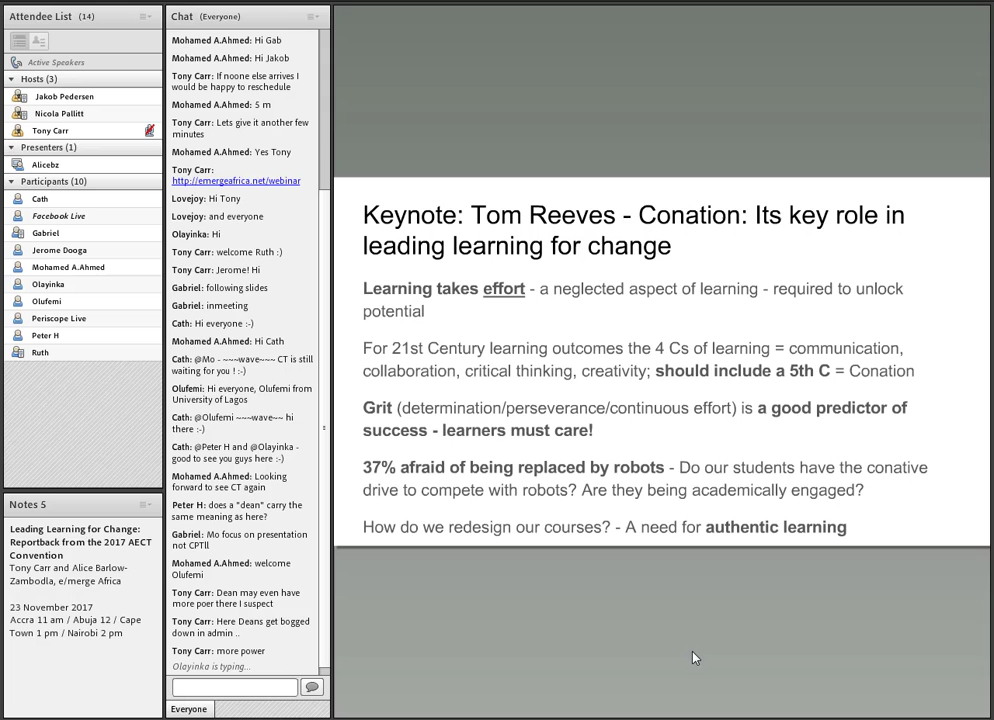 Attendee List (14)
Active Speakers
Hosts (3)
Jakob Pedersen
Nicola Pallitt
Tony Carr
Presenters (1)
Alicebz
Participants (10)
Cath
Facebook Live
Gabriel
Jerome Dooga
Mohamed A.Ahmed
Olayinka
Olufemi
Periscope Live
Peter H
Ruth
Notes 5
Leading Learning for Change:
Reportback from the 2017 AECT
Convention
Tony Carr and Alice Barlow-
Zambodla, e/merge Africa
23 November 2017
Accra 11 am / Abuja 12 / Cape
Town 1 pm / Nairobi 2 pm
Chat (Everyone)
Mohamed A.Ahmed: Hi Gab
Mohamed A.Ahmed: Hi Jakob
Tony Carr: If noone else arrives I
would be happy to reschedule
Mohamed A.Ahmed: 5 m
Tony Carr: Lets give it another few
minutes
Mohamed A.Ahmed: Yes Tony
Tony Carr:
http://emergeafrica.net/webinar
Lovejoy: Hi Tony
Lovejoy: and everyone
Olayinka: Hi
Tony Carr: welcome Ruth :)
Tony Carr: Jerome! Hi
Gabriel: following slides
Gabriel: inmeeting
Cath: Hi everyone :-)
Mohamed A.Ahmed: Hi Cath
Cath: @Mo - ~~~wave~~~ CT is still
waiting for you ! :-)
Olufemi: Hi everyone, Olufemi from
University of Lagos
Cath: @Olufemi ~~~wave~~ hi
there :-)
Cath: @Peter H and @Olayinka -
good to see you guys here :-)
Mohamed A.Ahmed: Looking
forward to see CT again
Peter H: does a "dean" carry the
same meaning as here?
Gabriel: Mo focus on presentation
not CPTll
Mohamed A.Ahmed: welcome
Olufemi
Tony Carr: Dean may even have
more poer there I suspect
Tony Carr: Here Deans get bogged
down in admin ..
Tony Carr: more power
Olayinka is typing...
Everyone
Keynote: Tom Reeves - Conation: Its key role in
leading learning for change
Learning takes effort - a neglected aspect of learning - required to unlock
potential
For 21st Century learning outcomes the 4 Cs of learning = communication,
collaboration, critical thinking, creativity; should include a 5th C = Conation
Grit (determination/perseverance/continuous effort) is a good predictor of
success - learners must care!
37% afraid of being replaced by robots - Do our students have the conative
drive to compete with robots? Are they being academically engaged?
How do we redesign our courses? - A need for authentic learning